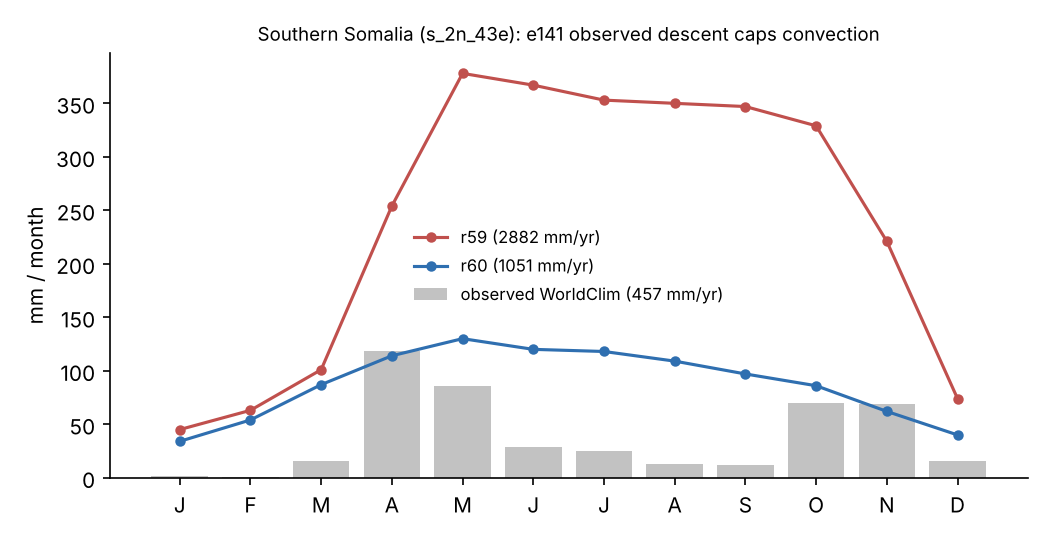 Southern Somalia (s_2n_43e): e141 observed descent caps convection
mm / month
350
300
250
200
150
100
50
0
r59 (2882 mm/yr)
r60 (1051 mm/yr)
observed WorldClim (457 mm/yr)
J F M A M J J A S O N D